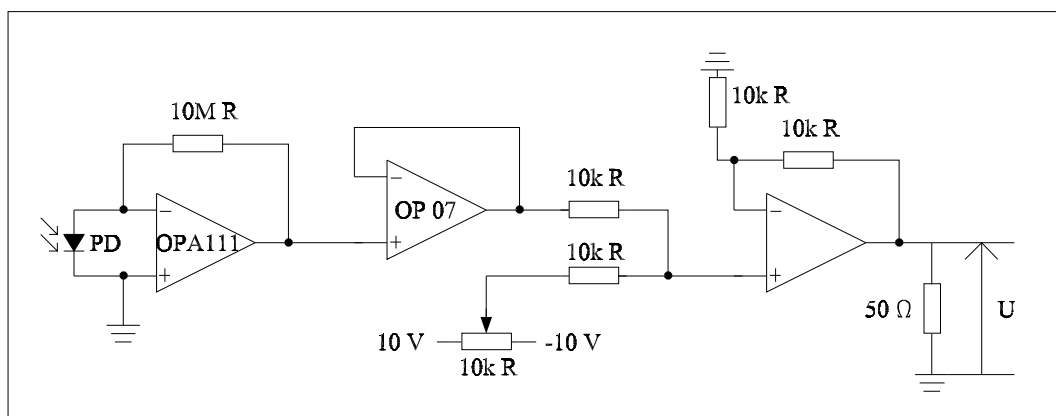 10M R
PD
−
OPA111
+
−
OP 07
+
10k R
10k R
10 V
-10 V
10k R
10k R
10k R
−
+
50 Ω
U